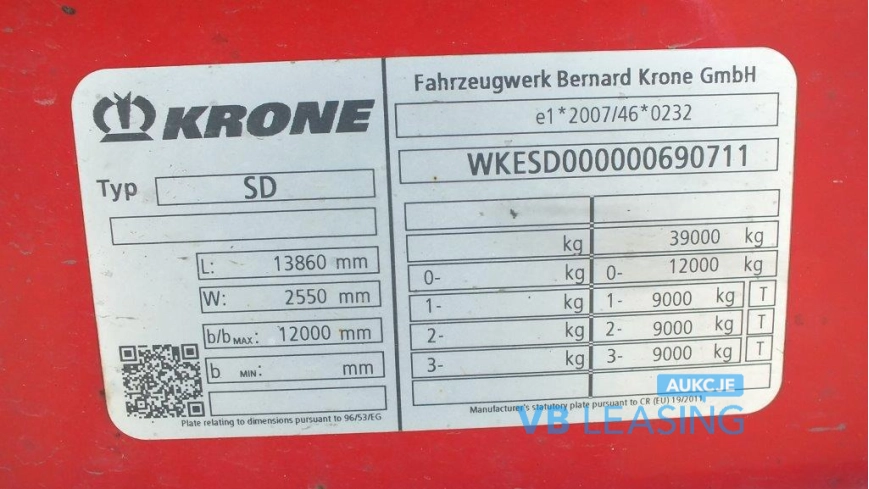 KRONE
Typ SD
L: 13860 mm
W: 2550 mm
b/b MAX: 12000 mm
b MIN: mm
Plate relating to dimensions pursuant to 96/53/EG
Fahrzeugwerk Bernard Krone GmbH
e1*2007/46*0232
WKESD000000690711
kg 39000 kg
0- kg 0- 12000 kg
1- kg 1- 9000 kg T
2- kg 2- 9000 kg T
3- kg 3- 9000 kg T
Manufacturer's statutory plate pursuant to CR (EU) 19/2011
AUKCJE
VB LEASING